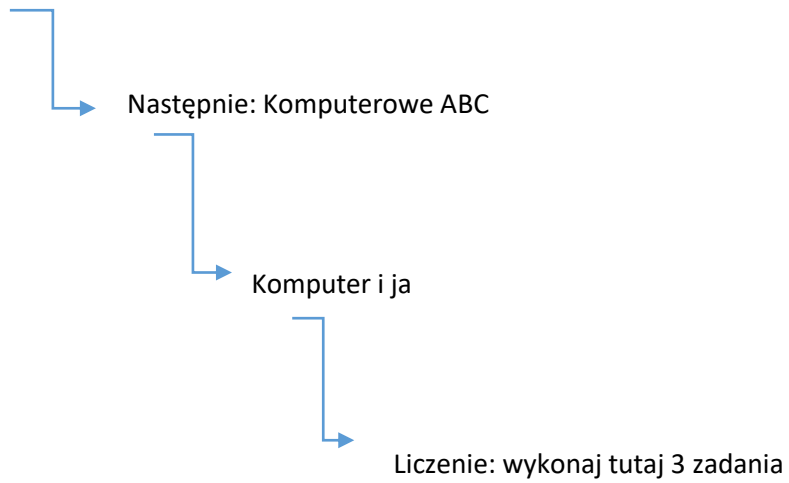 Następnie: Komputerowe ABC
Komputer i ja
Liczenie: wykonaj tutaj 3 zadania